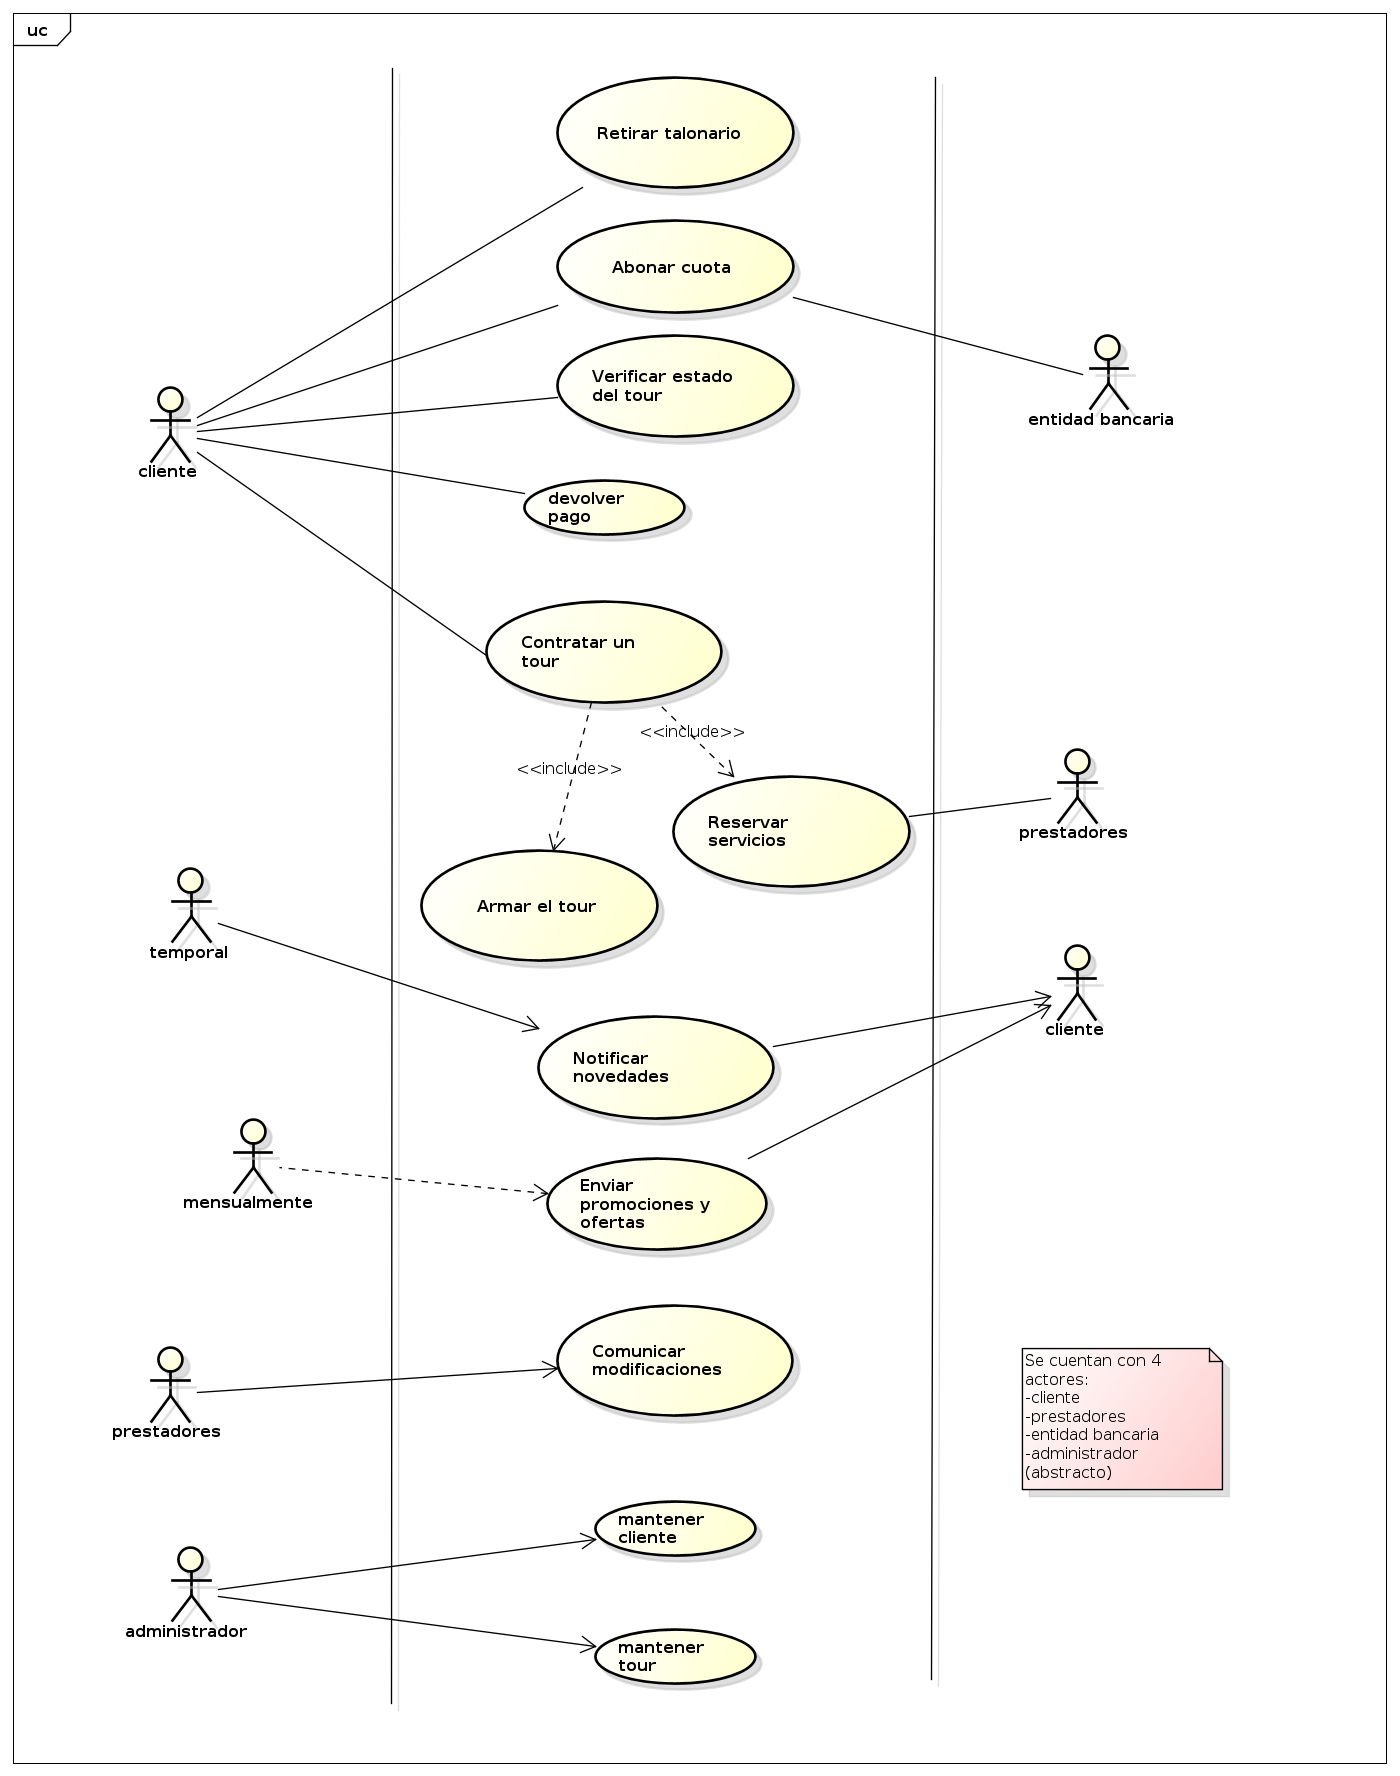 uc
Retirar talonario
Abonar cuota
Verificar estado
del tour
entidad bancaria
cliente
devolver
pago
Contratar un
tour
<<include>>
<<include>>
Reservar
servicios
prestadores
Armar el tour
temporal
cliente
Notificar
novedades
mensualmente
Enviar
promociones y
ofertas
Comunicar
modificaciones
prestadores
Se cuentan con 4
actores:
-cliente
-prestadores
-entidad bancaria
-administrador
(abstracto)
mantener
cliente
administrador
mantener
tour